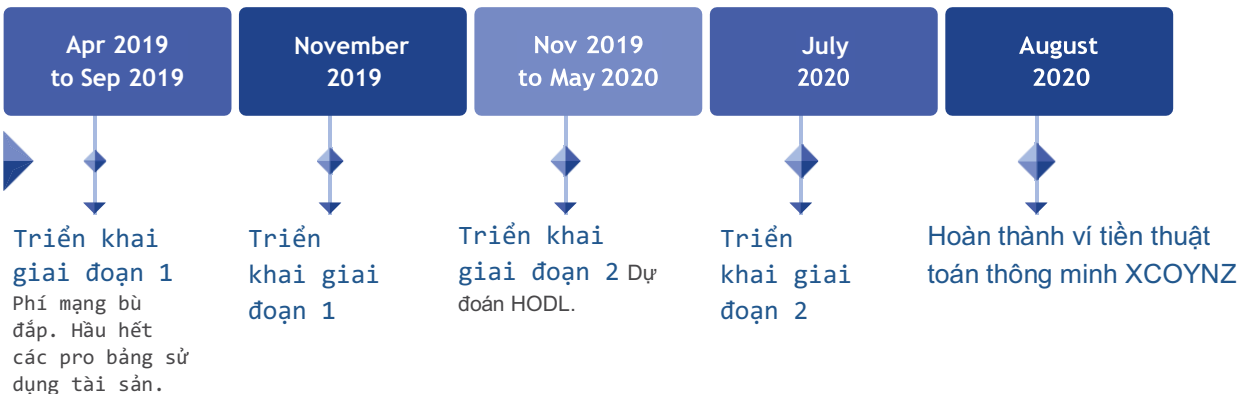 Apr 2019
to Sep 2019
November
2019
Nov 2019
to May 2020
July
2020
August
2020
Triển khai
giai đoạn 1
Phí mạng bù
đắp. Hầu hết
các pro bảng sử
dụng tài sản.
Triển
khai giai
đoạn 1
Triển khai
giai đoạn 2 Dự
đoán HODL.
Triển
khai giai
đoạn 2
Hoàn thành ví tiền thuật
toán thông minh XCOYNZ